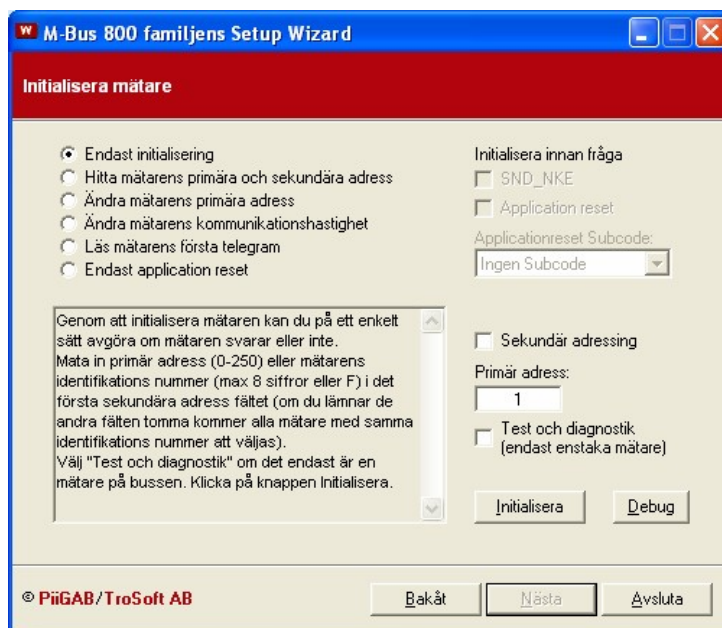 W M-Bus 800 familjens Setup Wizard
Initialisera mätare
Endast initialisering
Hitta mätarens primära och sekundära adress
Ändra mätarens primära adress
Ändra mätarens kommunikationshastighet
Läs mätarens första telegram
Endast application reset
Initialisera innan fråga
SND_NKE
Application reset
Applicationreset Subcode:
Ingen Subcode
Genom att initialisera mätaren kan du på ett enkelt
sätt avgöra om mätaren svarar eller inte.
Mata in primär adress (0-250) eller mätarens
identifikations nummer (max 8 siffror eller F) i det
första sekundära adress fältet (om du lämnar de
andra fälten tomma kommer alla mätare med samma
identifikations nummer att väljas).
Välj "Test och diagnostik" om det endast är en
mätare på bussen. Klicka på knappen Initialisera.
Sekundär adressing
Primär adress:
1
Test och diagnostik
(endast enstaka mätare)
Initialisera
Debug
© PiiGAB/TroSoft AB
Bakåt
Nästa
Avsluta